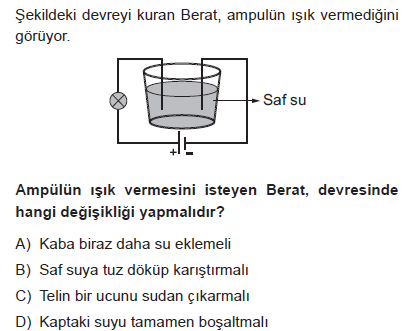 Şekildeki devreyi kuran Berat, ampulün ışık vermediğini
görüyor.
Saf su
+ -
Ampülün ışık vermesini isteyen Berat, devresinde
hangi değişikliği yapmalıdır?
A) Kaba biraz daha su eklemeli
B) Saf suya tuz döküp karıştırmalı
C) Telin bir ucunu sudan çıkarmalı
D) Kaptaki suyu tamamen boşaltmalı